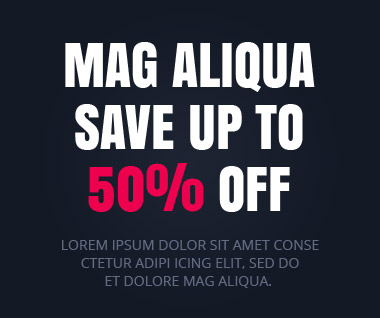 MAG ALIQUA
SAVE UP TO
50% OFF
LOREM IPSUM DOLOR SIT AMET CONSE
CTETUR ADIPI ICING ELIT, SED DO
ET DOLORE MAG ALIQUA.